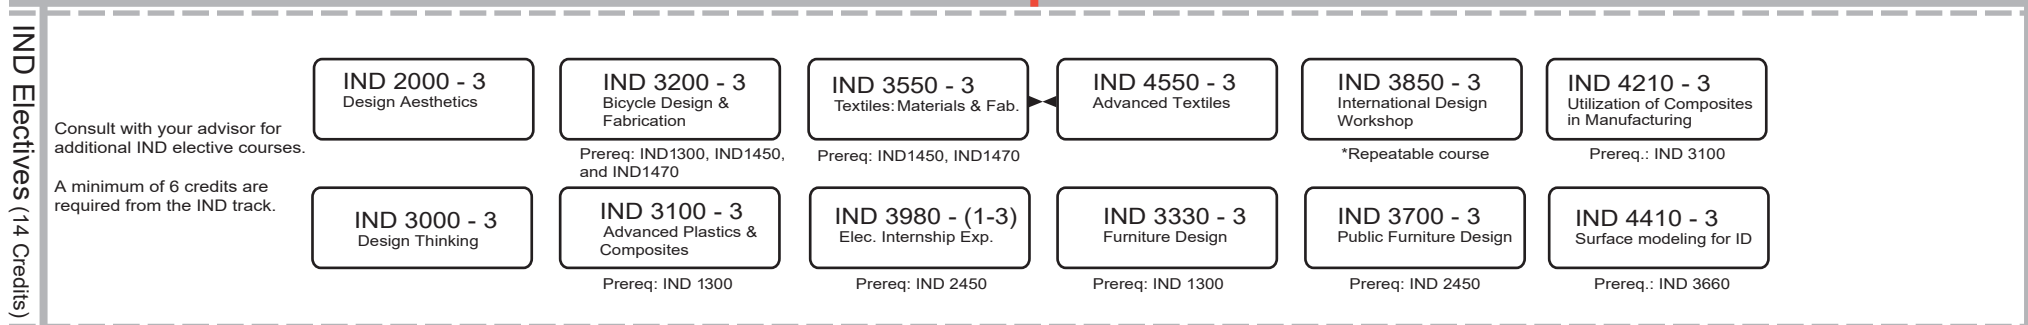 IND Electives (14 Credits)
Consult with your advisor for
additional IND elective courses.
A minimum of 6 credits are
required from the IND track.
IND 2000 - 3
Design Aesthetics
IND 3200 - 3
Bicycle Design &
Fabrication
Prereq: IND1300, IND1450,
and IND1470
IND 3550 - 3
Textiles: Materials & Fab.
Prereq: IND1450, IND1470
IND 4550 - 3
Advanced Textiles
IND 3850 - 3
International Design
Workshop
*Repeatable course
IND 4210 - 3
Utilization of Composites
in Manufacturing
Prereq.: IND 3100
IND 3000 - 3
Design Thinking
IND 3100 - 3
Advanced Plastics &
Composites
Prereq: IND 1300
IND 3980 - (1-3)
Elec. Internship Exp.
Prereq: IND 2450
IND 3330 - 3
Furniture Design
Prereq: IND 1300
IND 3700 - 3
Public Furniture Design
Prereq: IND 2450
IND 4410 - 3
Surface modeling for ID
Prereq.: IND 3660